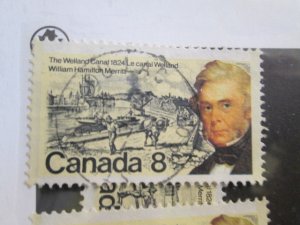 The Welland Canal 1824 Le canal Welland
William Hamilton Merritt
Canada 8